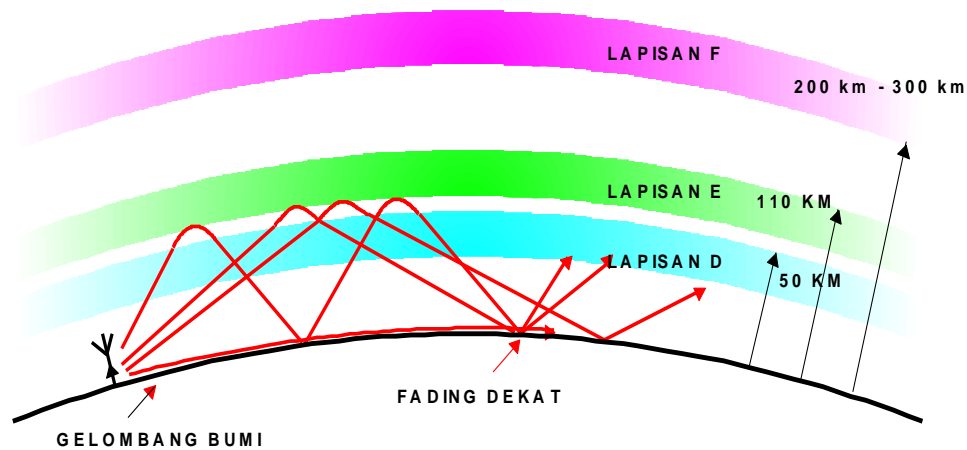 LAPISAN F
200 km - 300 km
LAPISAN E
110 KM
LAPISAN D
50 KM
FADING DEKAT
GELOMBANG BUMI